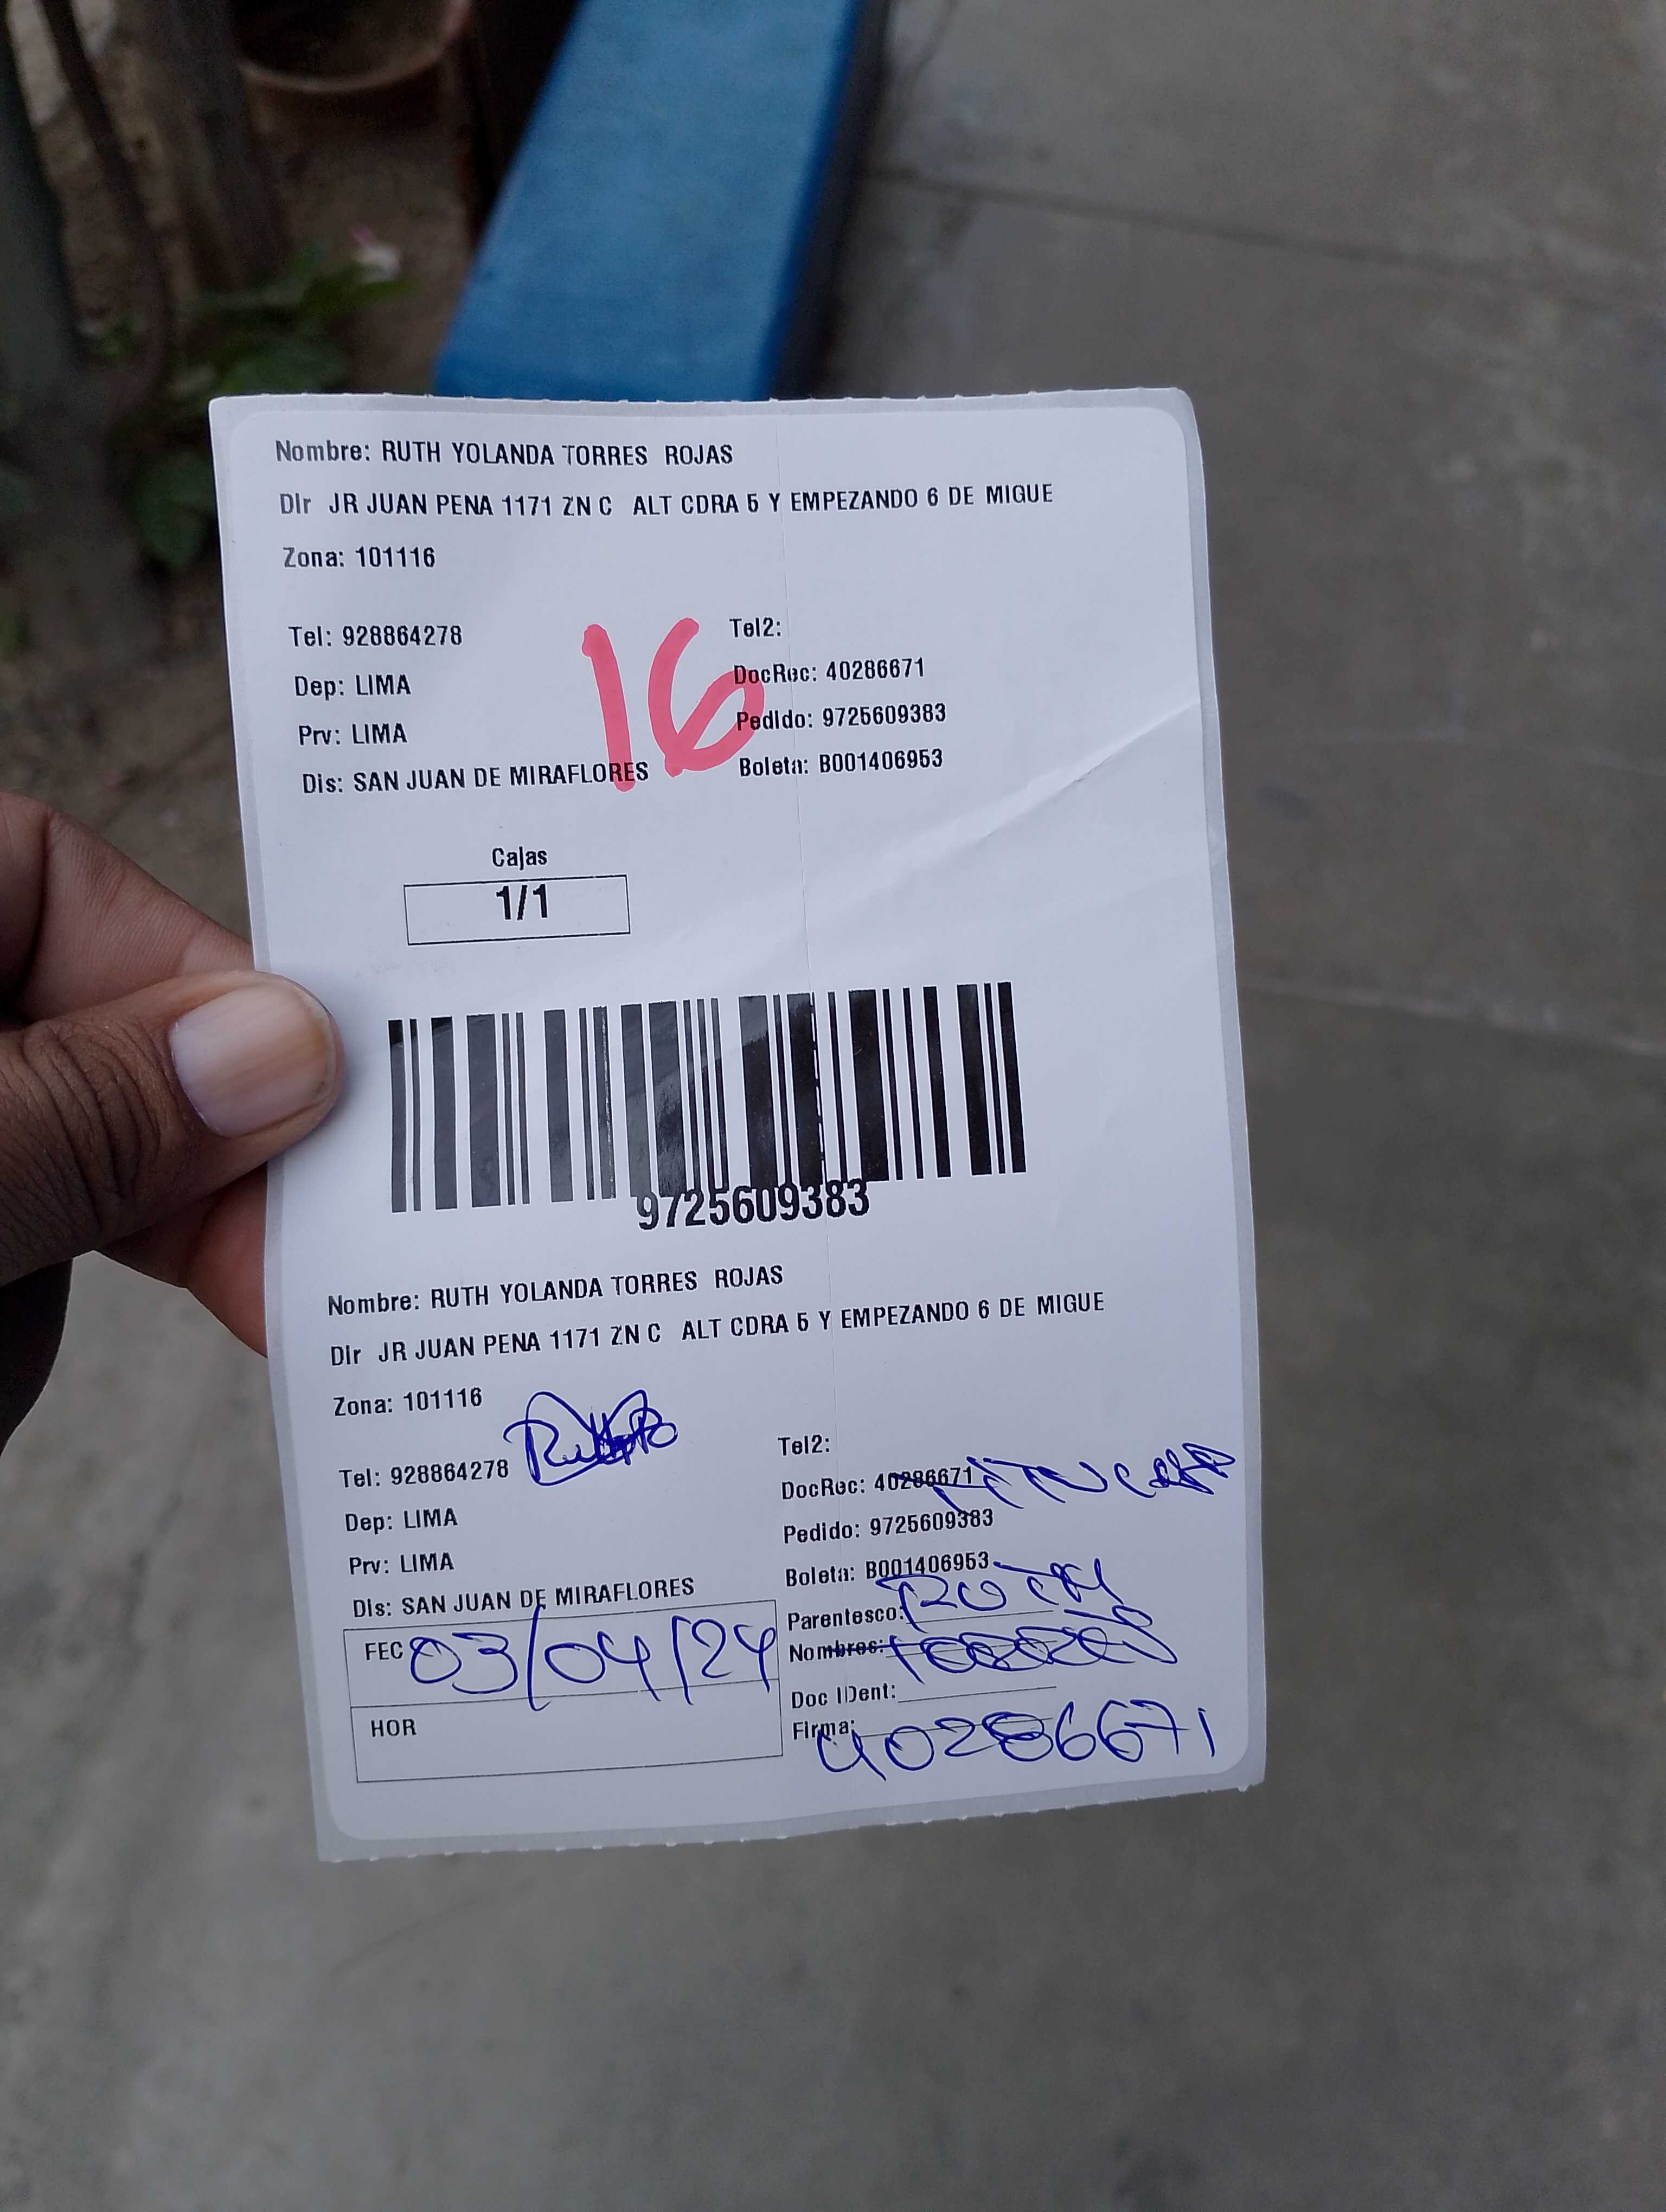 Nombre: RUTH YOLANDA TORRES ROJAS
DIr JR JUAN PENA 1171 ZN C ALT CDRA 5 Y EMPEZANDO 6 DE MIGUE
Zona: 101116
Tel: 928864278
Tel2:
Dep: LIMA
DocRec: 40286671
Prv: LIMA
Pedido: 9725609383
Dis: SAN JUAN DE MIRAFLORES
Boleta: B001406953
16
Cajas
1/1
9725609383
Nombre: RUTH YOLANDA TORRES ROJAS
DIr JR JUAN PENA 1171 ZN C ALT CDRA 5 Y EMPEZANDO 6 DE MIGUE
Zona: 101116
Tel: 928864278
Tel2:
Dep: LIMA
DocRec: 40286671
Prv: LIMA
Pedido: 9725609383
Dis: SAN JUAN DE MIRAFLORES
Boleta: B001406953
FEC 03/04/24
HOR
Parentesco: RUTH
Nombres:
Doc IDent:
Firma: 40286671